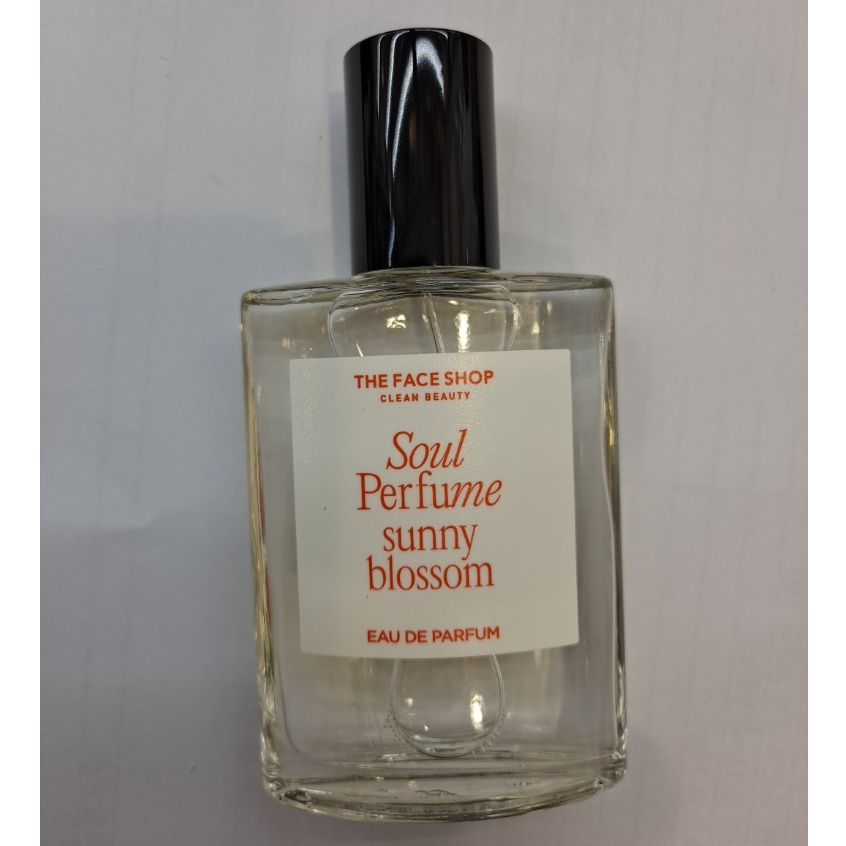 THE FACE SHOP
CLEAN BEAUTY
Soul
Perfume
sunny
blossom
EAU DE PARFUM